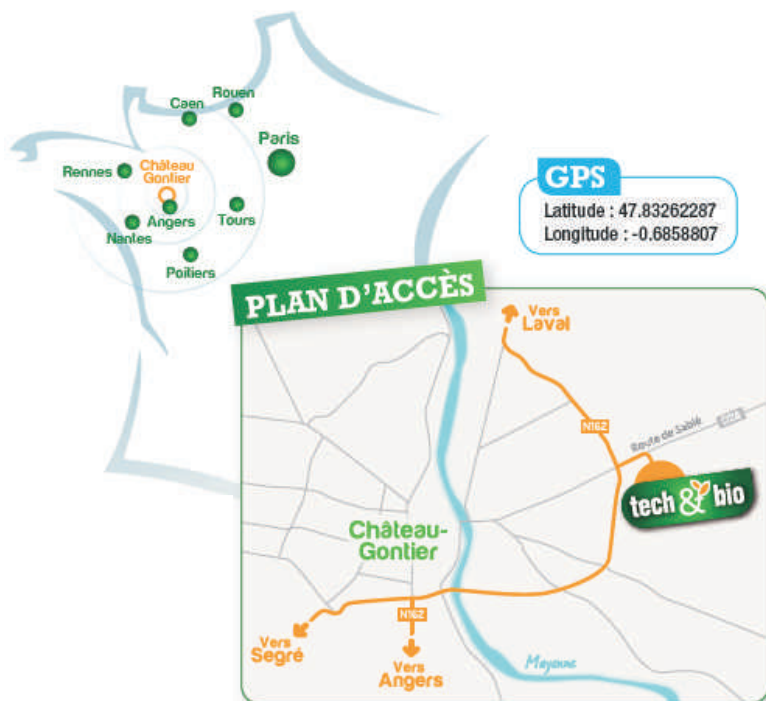 Rouen
Caen
Paris
Rennes
Château
Gontier
Angers
Tours
Nantes
Poitiers
GPS
Latitude : 47.83262287
Longitude : -0.6858807
PLAN D'ACCÈS
Vers
Laval
N162
Route de Sablé
tech & bio
Château-
Gontier
N162
Vers
Segré
Vers
Angers
Mayenne